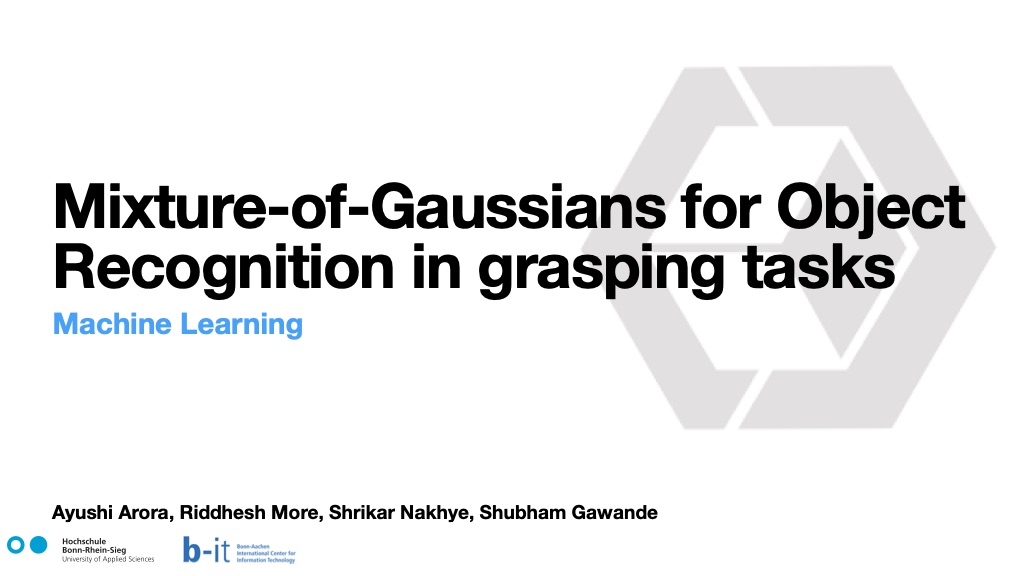 Mixture-of-Gaussians for Object
Recognition in grasping tasks
Machine Learning
Ayushi Arora, Riddhesh More, Shrikar Nakhye, Shubham Gawande
Hochschule
Bonn-Rhein-Sieg
University of Applied Sciences
b-it
Bonn-Aachen
International Center for
Information Technology